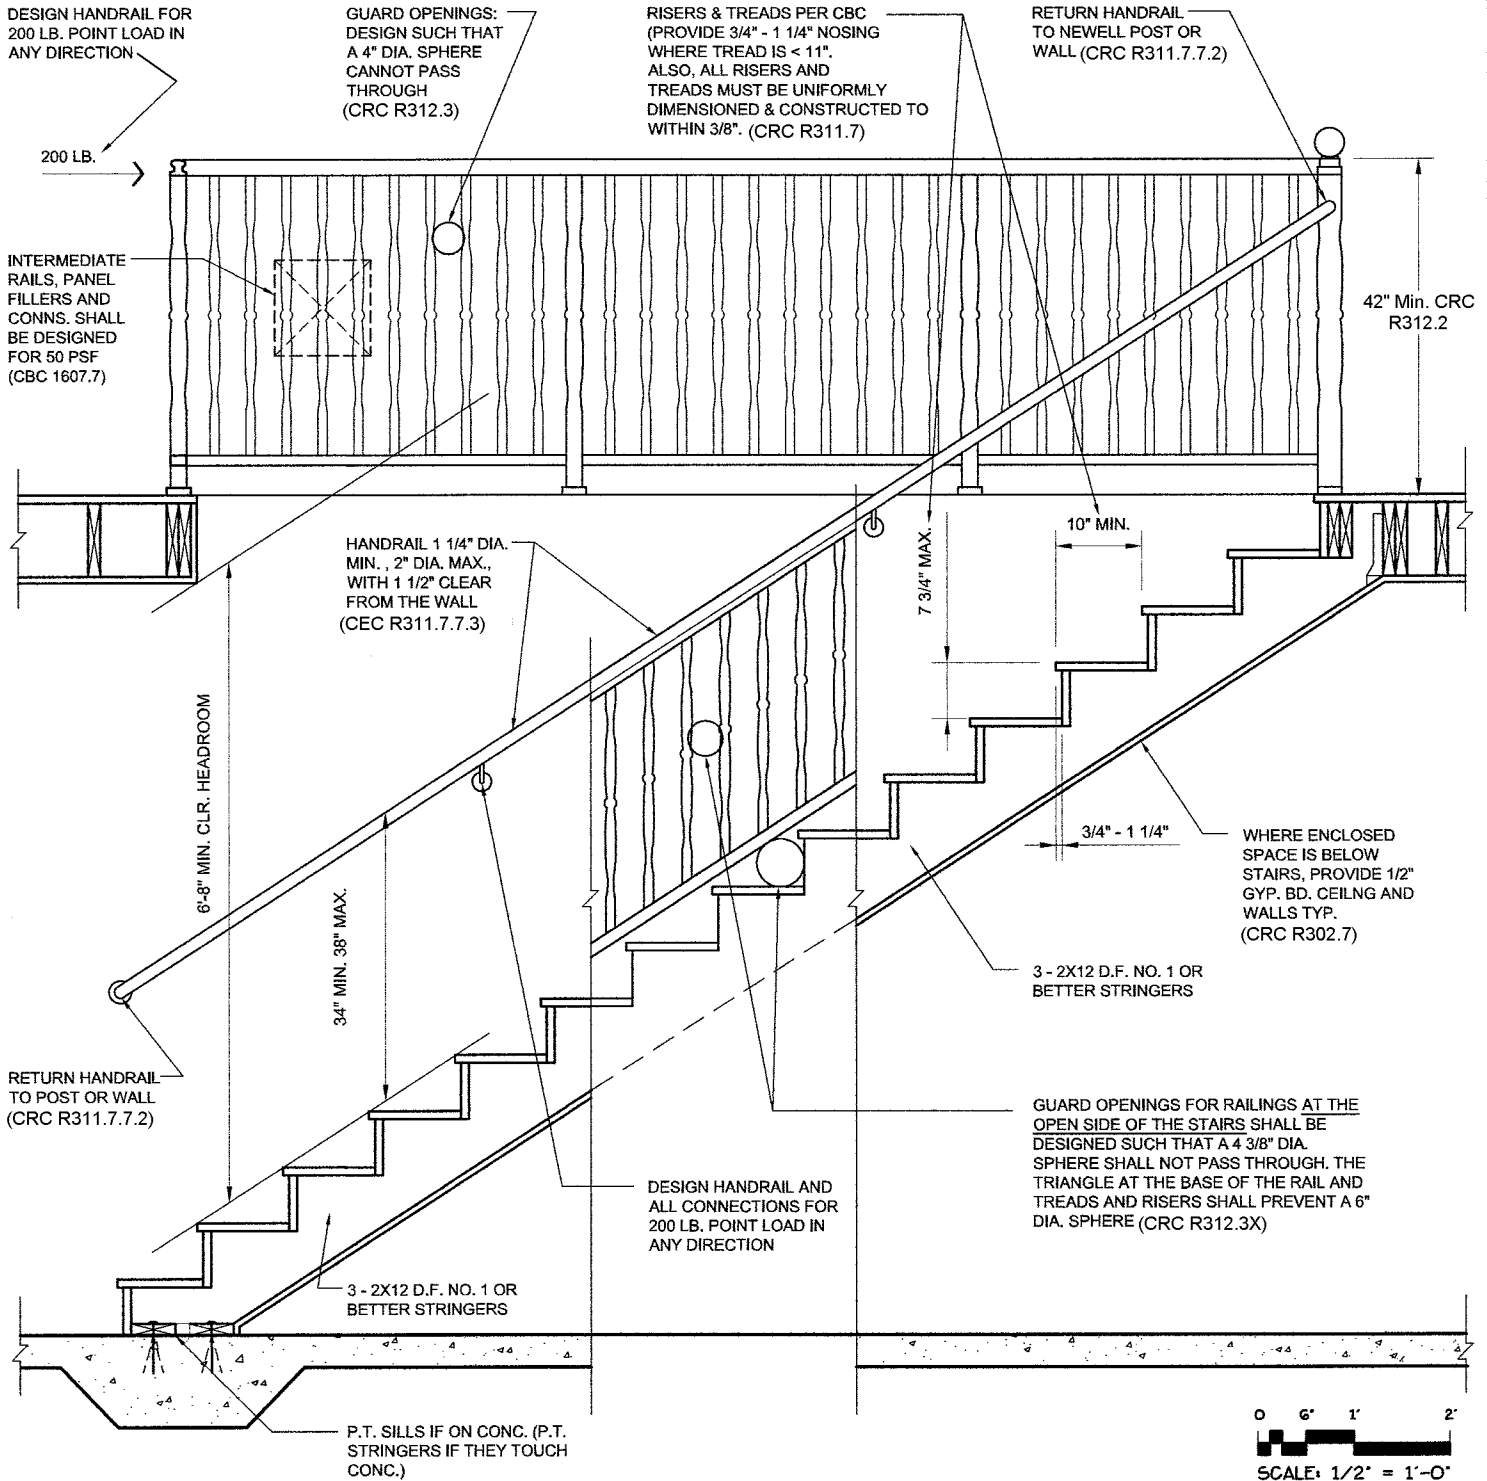 DESIGN HANDRAIL FOR
200 LB. POINT LOAD IN
ANY DIRECTION
GUARD OPENINGS:
DESIGN SUCH THAT
A 4" DIA. SPHERE
CANNOT PASS
THROUGH
(CRC R312.3)
RISERS & TREADS PER CBC
(PROVIDE 3/4" - 1 1/4" NOSING
WHERE TREAD IS < 11".
ALSO, ALL RISERS AND
TREADS MUST BE UNIFORMLY
DIMENSIONED & CONSTRUCTED TO
WITHIN 3/8". (CRC R311.7)
RETURN HANDRAIL
TO NEWELL POST OR
WALL (CRC R311.7.7.2)
200 LB.
INTERMEDIATE
RAILS, PANEL
FILLERS AND
CONNS. SHALL
BE DESIGNED
FOR 50 PSF
(CBC 1607.7)
42" Min. CRC
R312.2
HANDRAIL 1 1/4" DIA.
MIN. , 2" DIA. MAX.,
WITH 1 1/2" CLEAR
FROM THE WALL
(CEC R311.7.7.3)
7 3/4" MAX.
10" MIN.
6'-8" MIN. CLR. HEADROOM
34" MIN. 38" MAX.
3/4" - 1 1/4"
WHERE ENCLOSED
SPACE IS BELOW
STAIRS, PROVIDE 1/2"
GYP. BD. CEILNG AND
WALLS TYP.
(CRC R302.7)
3 - 2X12 D.F. NO. 1 OR
BETTER STRINGERS
RETURN HANDRAIL
TO POST OR WALL
(CRC R311.7.7.2)
GUARD OPENINGS FOR RAILINGS AT THE
OPEN SIDE OF THE STAIRS SHALL BE
DESIGNED SUCH THAT A 4 3/8" DIA.
SPHERE SHALL NOT PASS THROUGH. THE
TRIANGLE AT THE BASE OF THE RAIL AND
TREADS AND RISERS SHALL PREVENT A 6"
DIA. SPHERE (CRC R312.3X)
DESIGN HANDRAIL AND
ALL CONNECTIONS FOR
200 LB. POINT LOAD IN
ANY DIRECTION
3 - 2X12 D.F. NO. 1 OR
BETTER STRINGERS
P.T. SILLS IF ON CONC. (P.T.
STRINGERS IF THEY TOUCH
CONC.)
0 6" 1' 2'
SCALE: 1/2" = 1'-0"